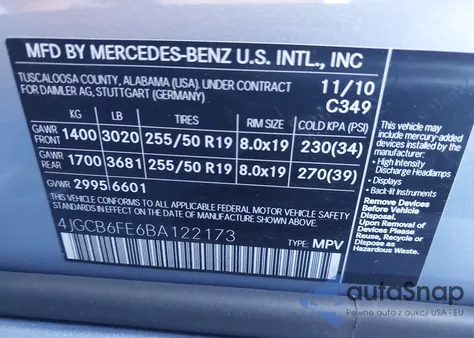 MFD BY MERCEDES-BENZ U.S. INTL., INC
TUSCALOOSA COUNTY, ALABAMA (USA). UNDER CONTRACT 11/10
FOR DAIMLER AG, STUTTGART (GERMANY) C349
KG LB TIRES RIM SIZE COLD KPA (PSI)
GAWR FRONT 1400 3020 255/50 R19 8.0x19 230(34)
GAWR REAR 1700 3681 255/50 R19 8.0x19 270(39)
GVWR 2995 6601
THIS VEHICLE CONFORMS TO ALL APPLICABLE FEDERAL MOTOR VEHICLE SAFETY
STANDARDS IN EFFECT ON THE DATE OF MANUFACTURE SHOWN ABOVE.
4JGCB6FE6BA122173 TYPE: MPV
This vehicle may
include mercury-added
devices installed by the
manufacturer:
• High Intensity
Discharge Headlamps
• Displays
• Back-lit Instruments
Remove Devices
Before Vehicle
Disposal. Upon
Removal Please
Reuse, Recycle or
Dispose as
Hazardous Waste.
autoSnap
Pewne auta z aukcji USA i EU